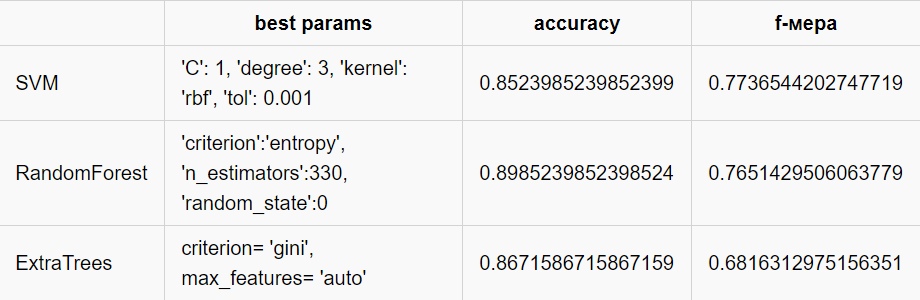 best params accuracy f-мера
SVM 'C': 1, 'degree': 3, 'kernel': 'rbf', 'tol': 0.001 0.8523985239852399 0.7736544202747719
RandomForest 'criterion':'entropy', 'n_estimators':330, 'random_state':0 0.8985239852398524 0.7651429506063779
ExtraTrees criterion= 'gini', max_features= 'auto' 0.8671586715867159 0.6816312975156351